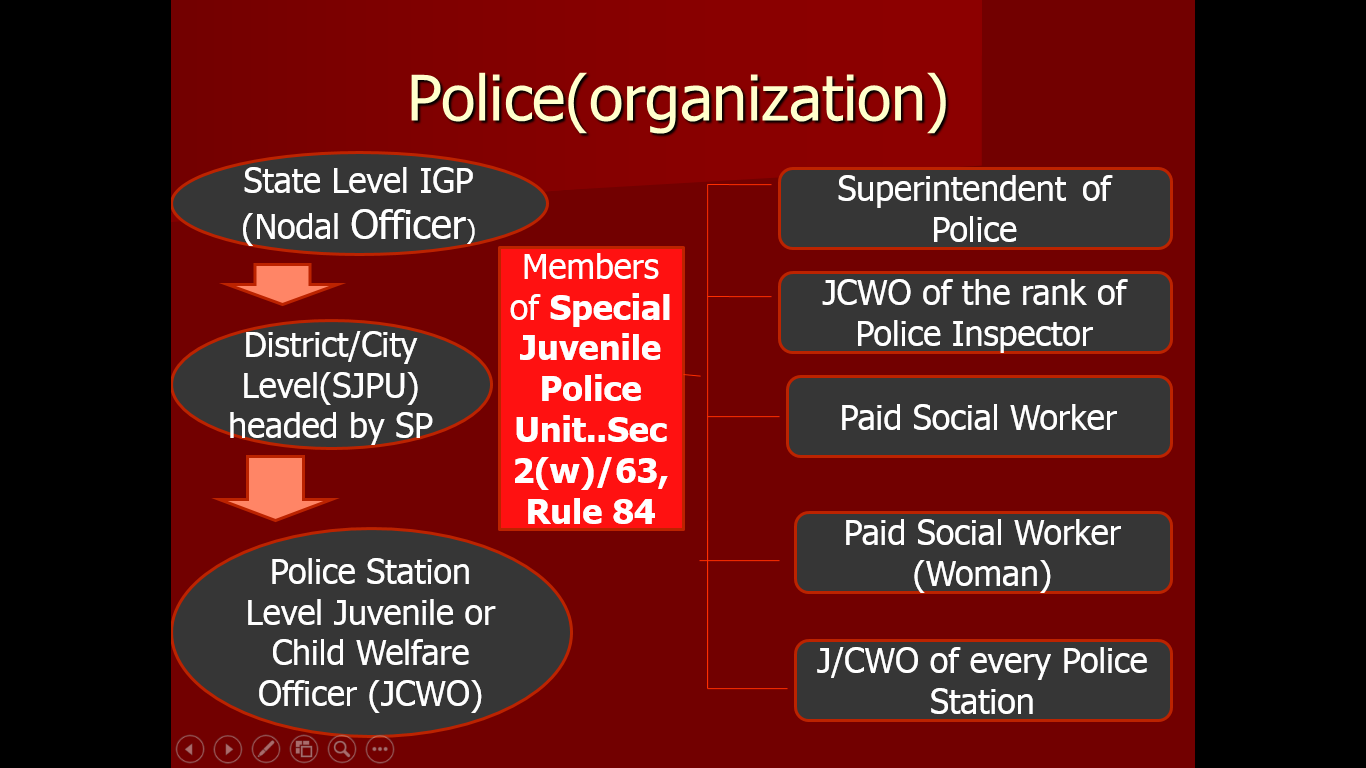 Police(organization)
State Level IGP
(Nodal Officer)
District/City
Level(SJPU)
headed by SP
Police Station
Level Juvenile or
Child Welfare
Officer (JCWO)
Members
of Special
Juvenile
Police
Unit..Sec
2(w)/63,
Rule 84
Superintendent of
Police
JCWO of the rank of
Police Inspector
Paid Social Worker
Paid Social Worker
(Woman)
J/CWO of every Police
Station